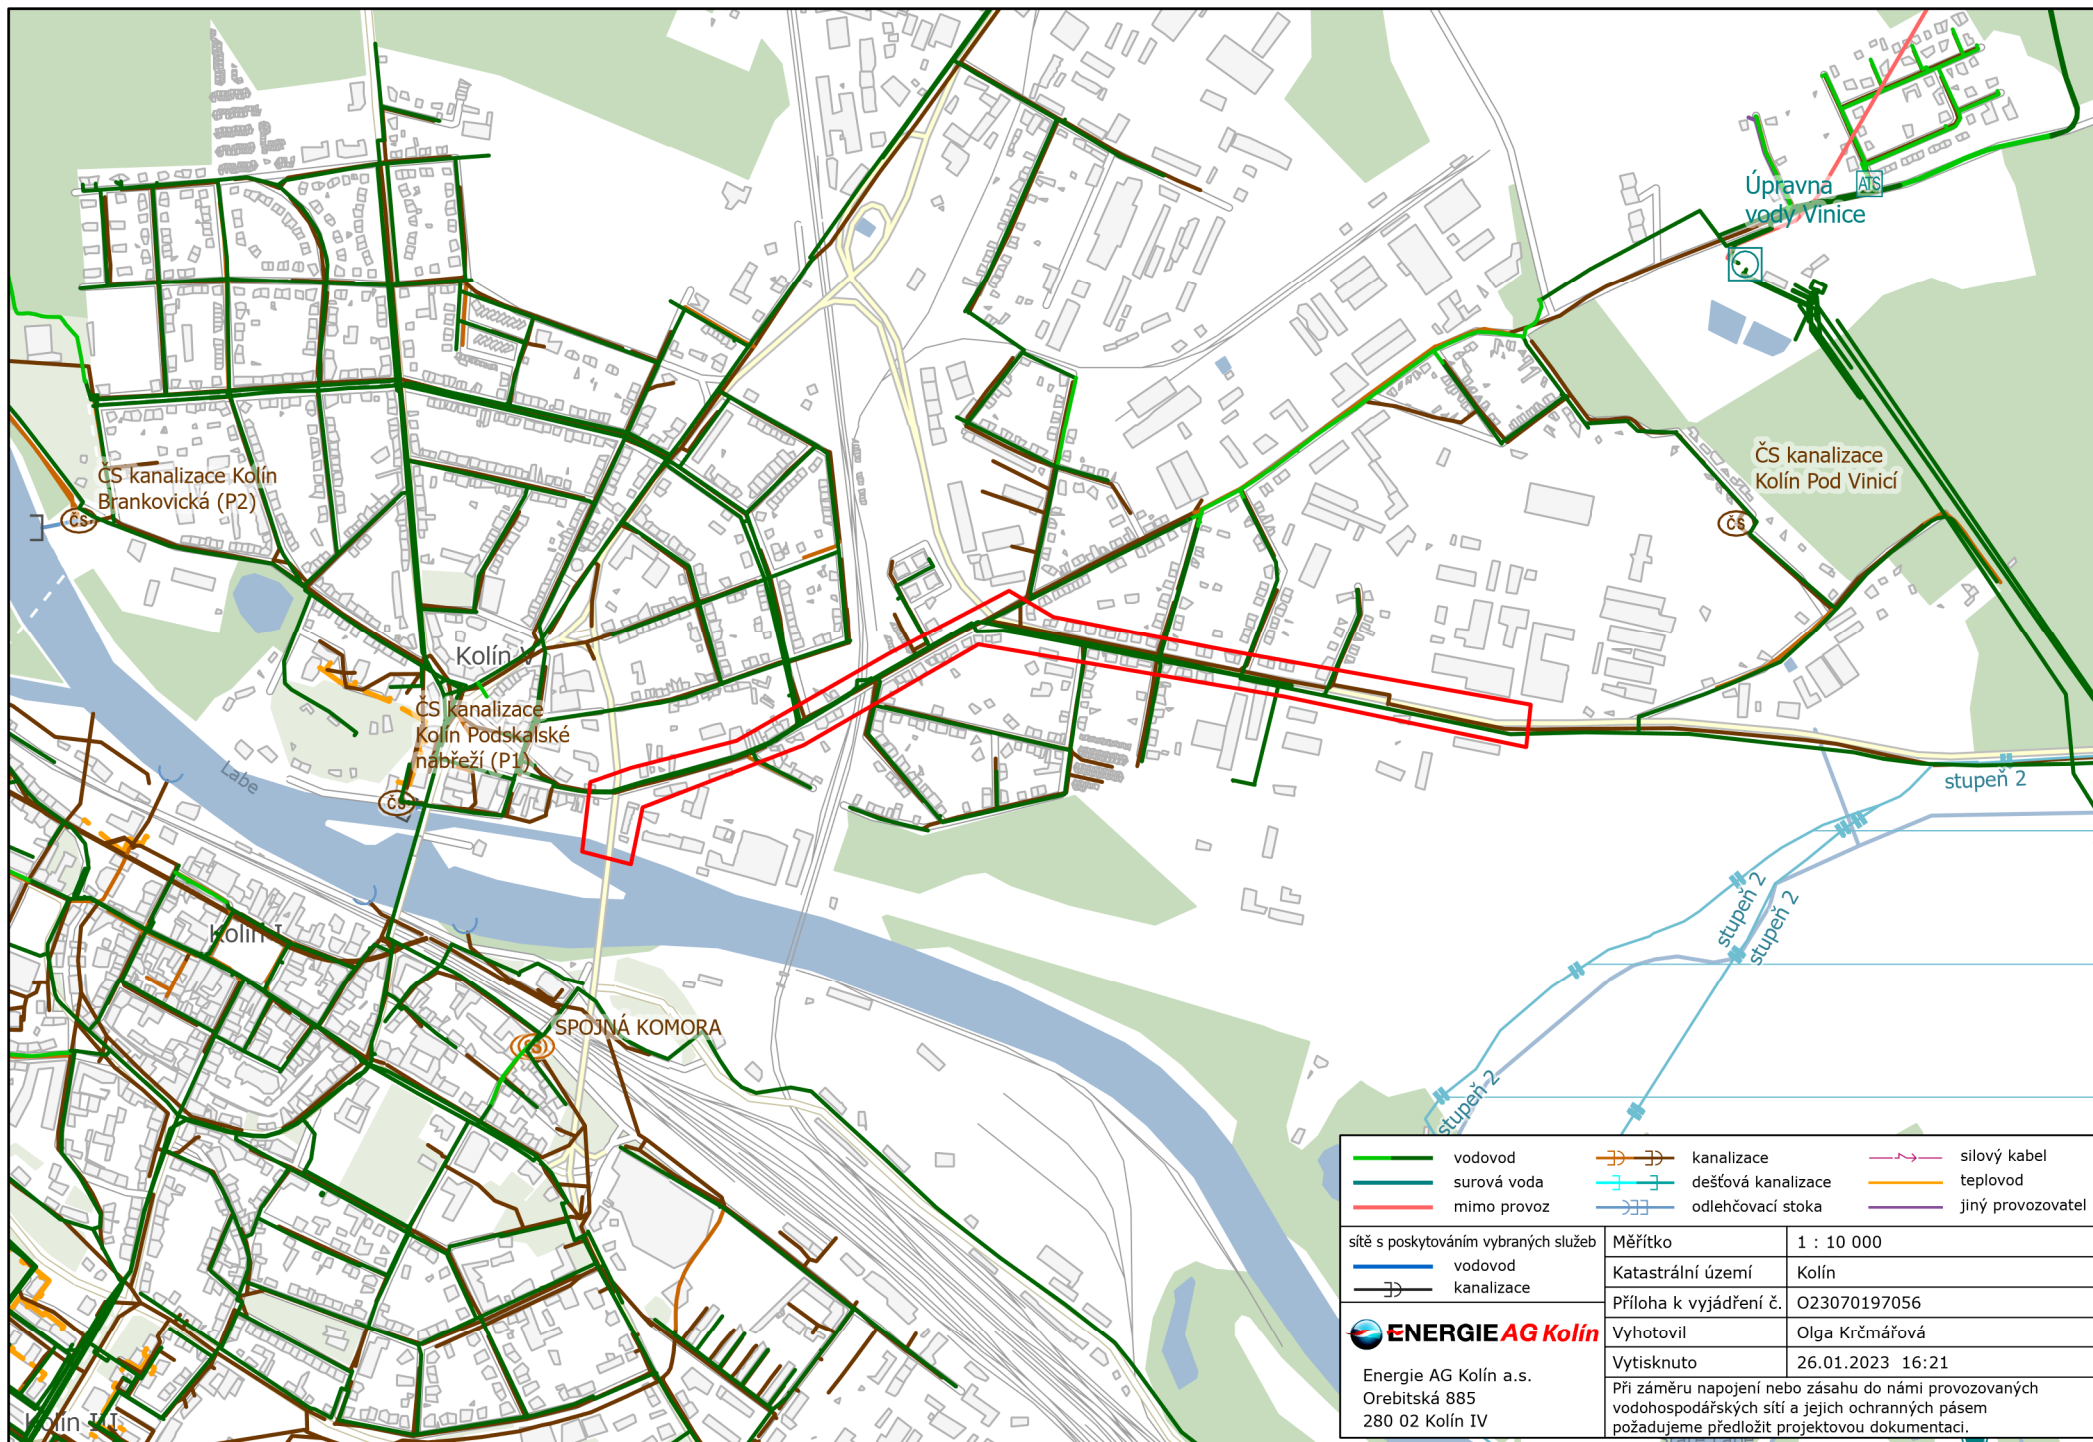 Úpravna
vody Vinice
ATS
ČS kanalizace Kolín
Brankovická (P2)
ČS
ČS kanalizace
Kolín Pod Vinicí
ČS
Kolín V
ČS kanalizace
Kolín Podskalské
nábřeží (P1)
ČS
Labe
stupeň 2
stupeň 2
stupeň 2
stupeň 2
Kolín I
SPOJNÁ KOMORA
ČS
Kolín III
vodovod
surová voda
mimo provoz
kanalizace
dešťová kanalizace
odlehčovací stoka
silový kabel
teplovod
jiný provozovatel
sítě s poskytováním vybraných služeb
vodovod
kanalizace
Měřítko 1 : 10 000
Katastrální území Kolín
Příloha k vyjádření č. O23070197056
Vyhotovil Olga Krčmářová
Vytisknuto 26.01.2023 16:21
ENERGIE AG Kolín
Energie AG Kolín a.s.
Orebitská 885
280 02 Kolín IV
Při záměru napojení nebo zásahu do námi provozovaných
vodohospodářských sítí a jejich ochranných pásem
požadujeme předložit projektovou dokumentaci.